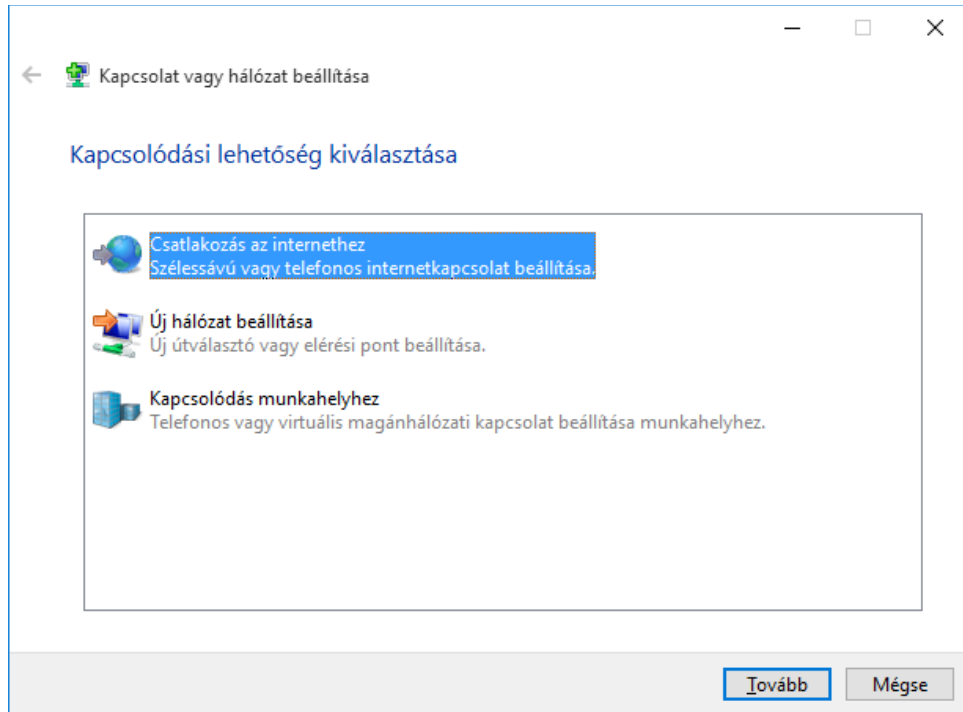 Kapcsolat vagy hálózat beállítása
Kapcsolódási lehetőség kiválasztása
Csatlakozás az internethez
Szélessávú vagy telefonos internetkapcsolat beállítása.
Új hálózat beállítása
Új útválasztó vagy elérési pont beállítása.
Kapcsolódás munkahelyhez
Telefonos vagy virtuális magánhálózati kapcsolat beállítása munkahelyhez.
Tovább
Mégse